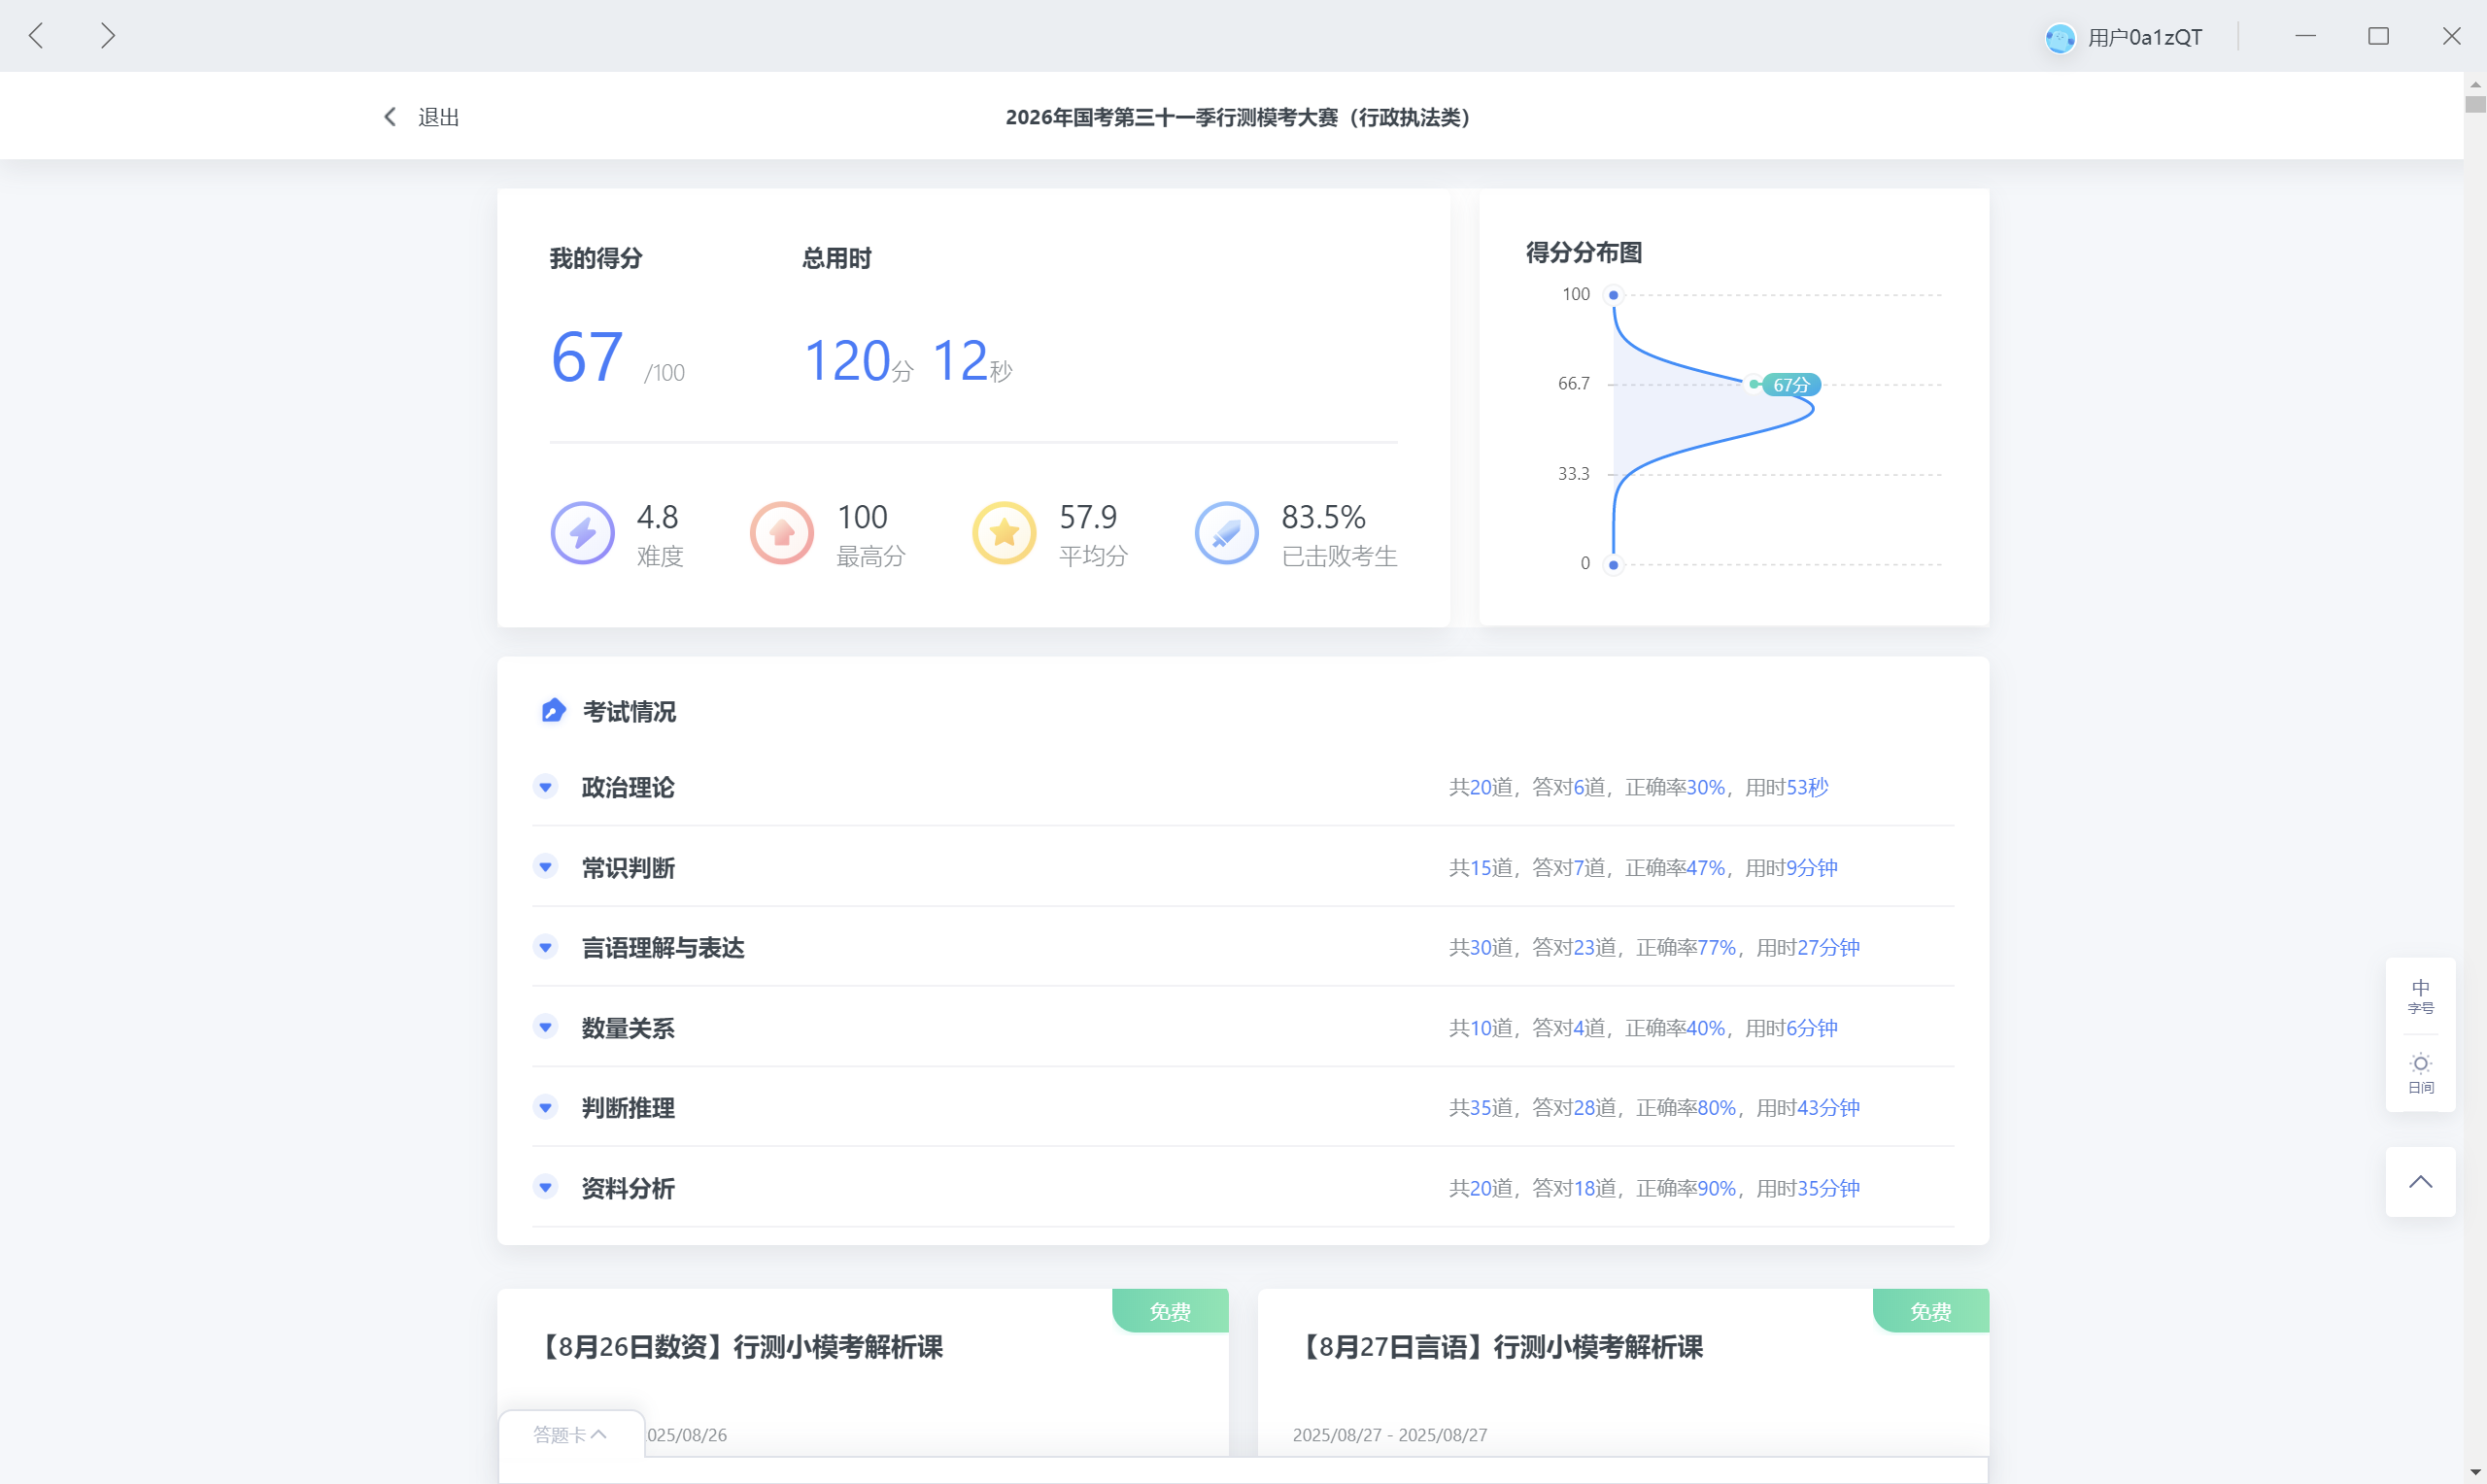 用户0a1zQT
退出
2026年国考第三十一季行测模考大赛（行政执法类）
我的得分
总用时
67 /100
120分 12秒
4.8
难度
100
最高分
57.9
平均分
83.5%
已击败考生
得分分布图
100
66.7
67分
33.3
0
考试情况
政治理论
共20道，答对6道，正确率30%，用时53秒
常识判断
共15道，答对7道，正确率47%，用时9分钟
言语理解与表达
共30道，答对23道，正确率77%，用时27分钟
数量关系
共10道，答对4道，正确率40%，用时6分钟
判断推理
共35道，答对28道，正确率80%，用时43分钟
资料分析
共20道，答对18道，正确率90%，用时35分钟
中
字号
日间
免费
【8月26日数资】行测小模考解析课
025/08/26
免费
【8月27日言语】行测小模考解析课
2025/08/27 - 2025/08/27
答题卡